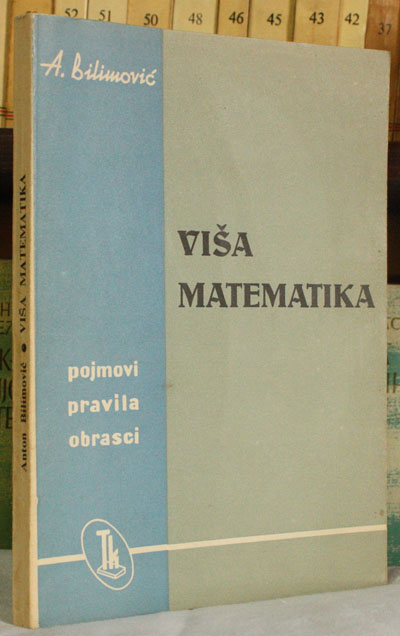 52
51
50
48
46
45
43
42
37
A. Bilimović
VIŠA
MATEMATIKA
pojmovi
pravila
obrasci
Tk
Anton Bilimović • VIŠA MATEMATIKA